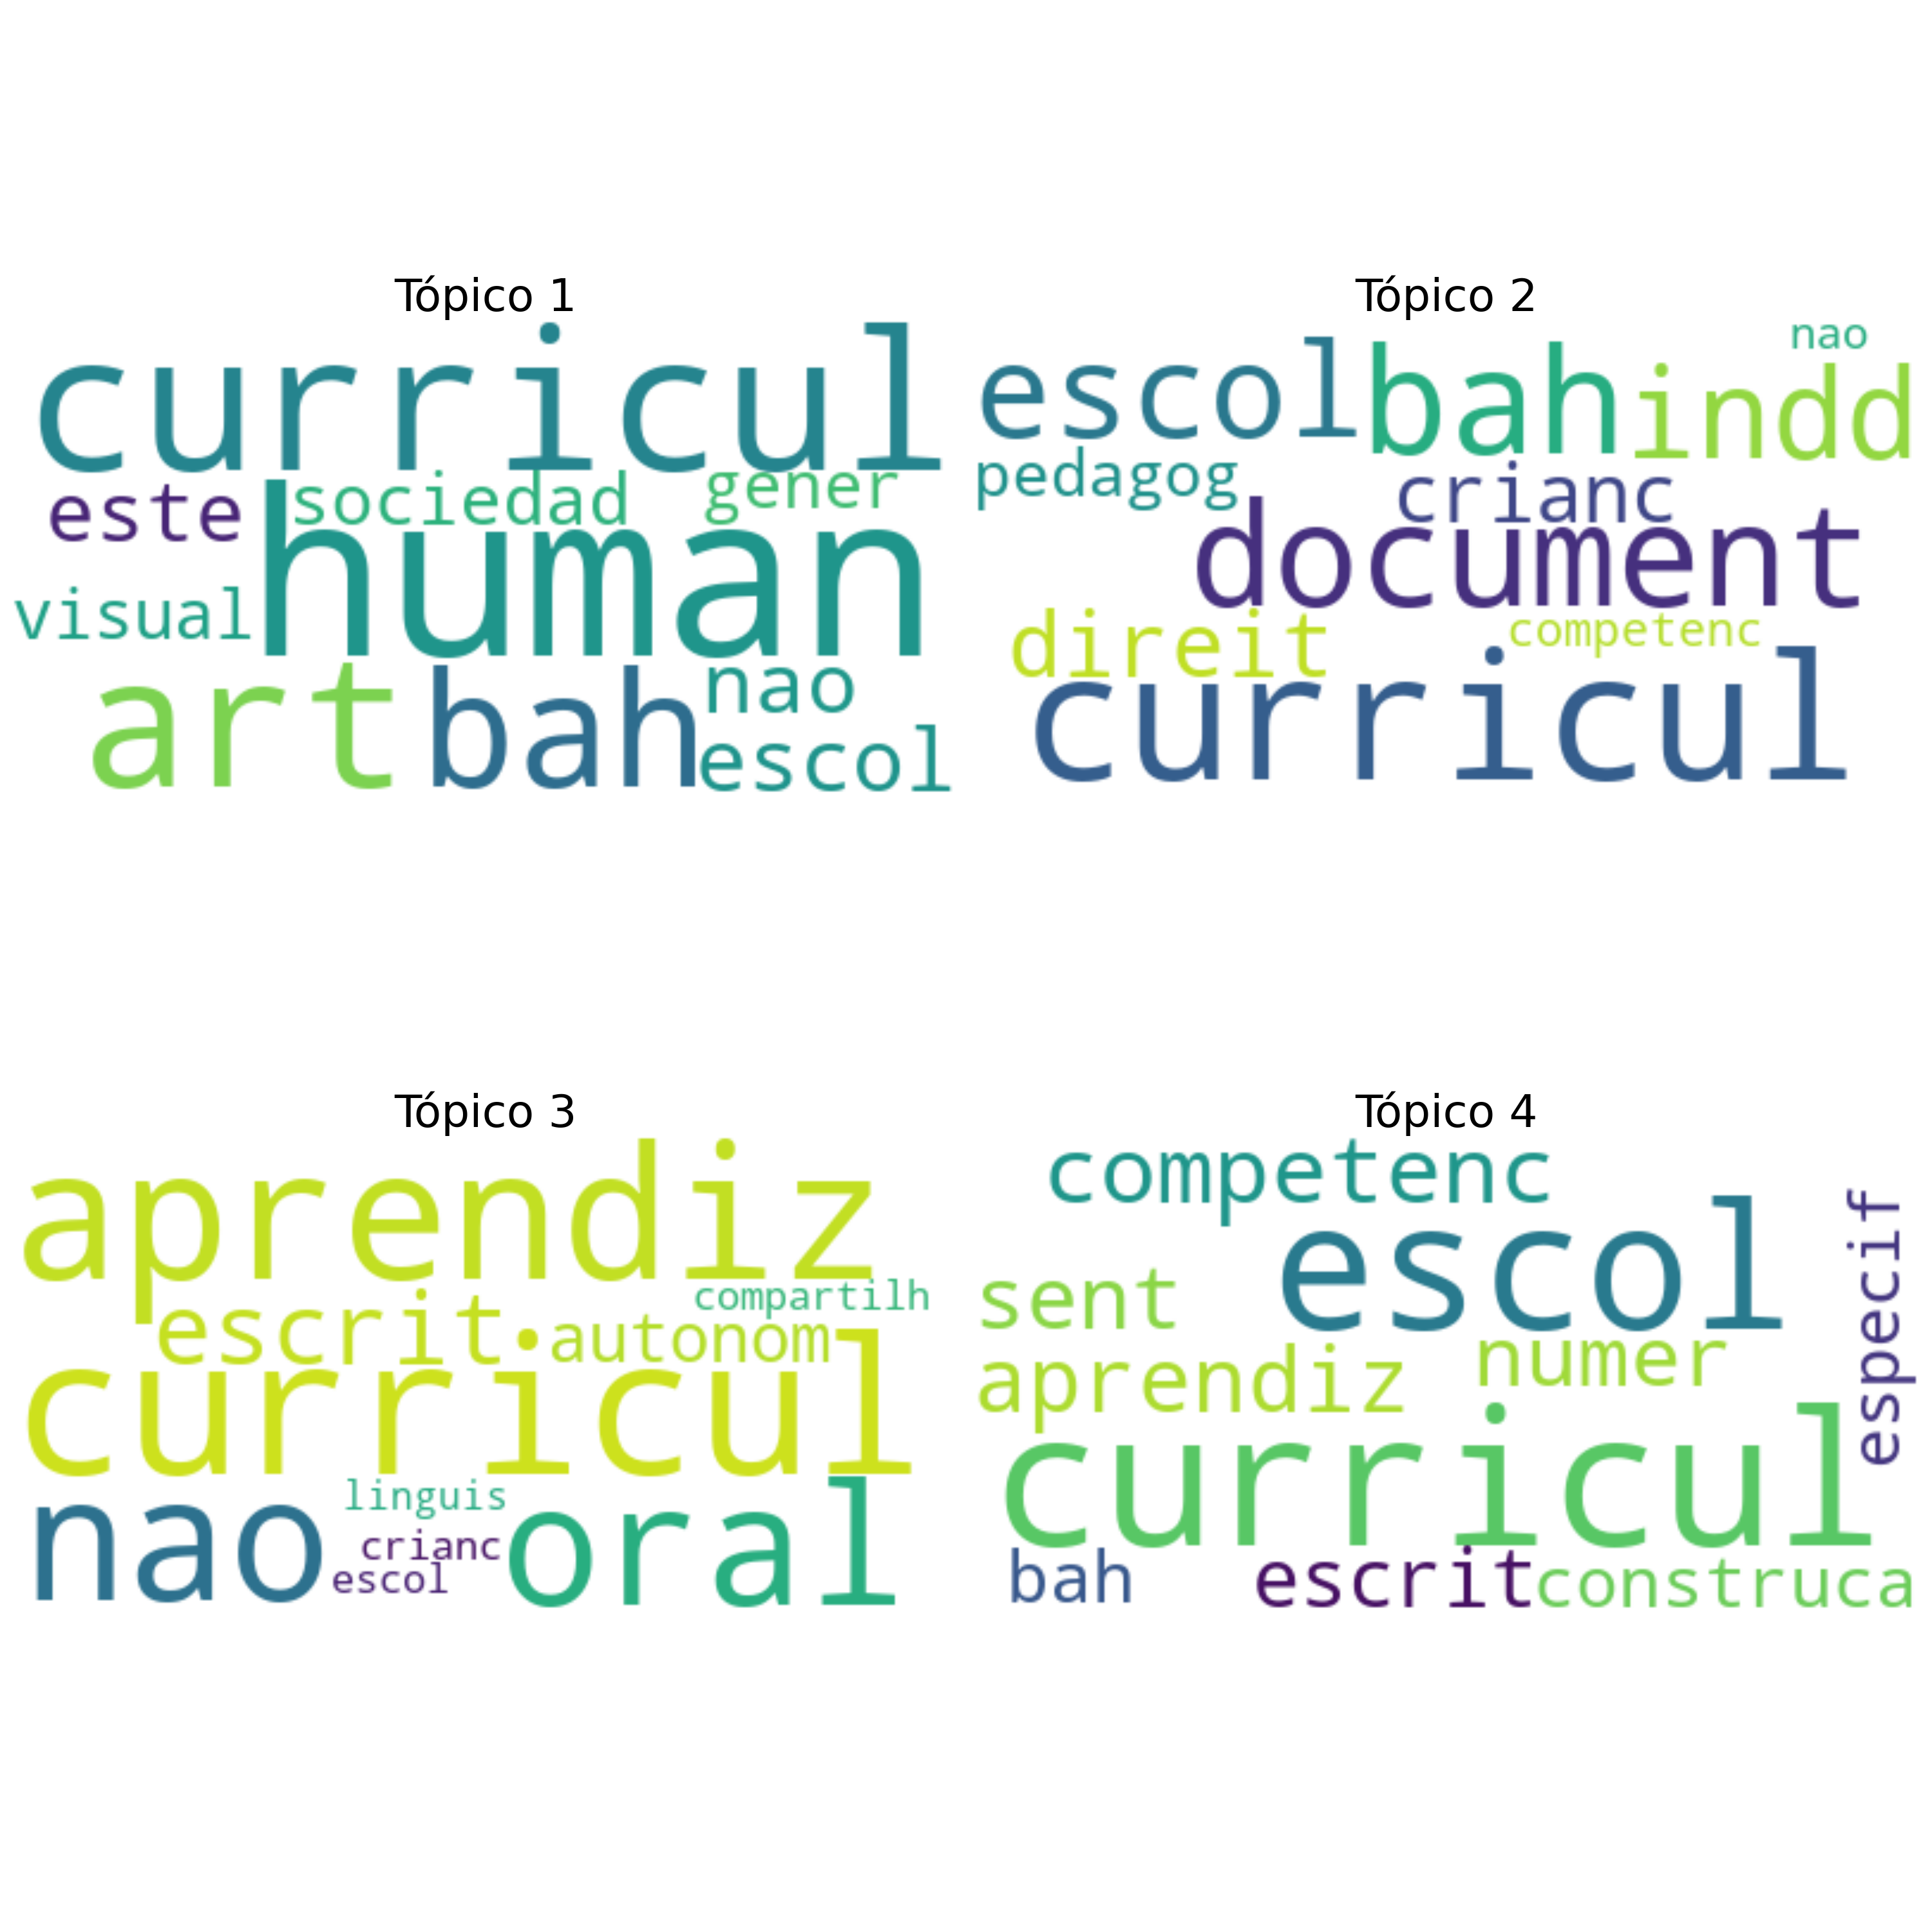 Tópico 1
curricul
este sociedad gener
visual human
art bah nao
escol
Tópico 2
escol bah indd nao
pedagog crianc
document
direit competenc
curricul
Tópico 3
aprendiz
compartilh
escrit autonom
curricul
nao linguis oral
crianc
escol
Tópico 4
competenc
escol especif
sent
aprendiz numer
curricul
bah escrit construca